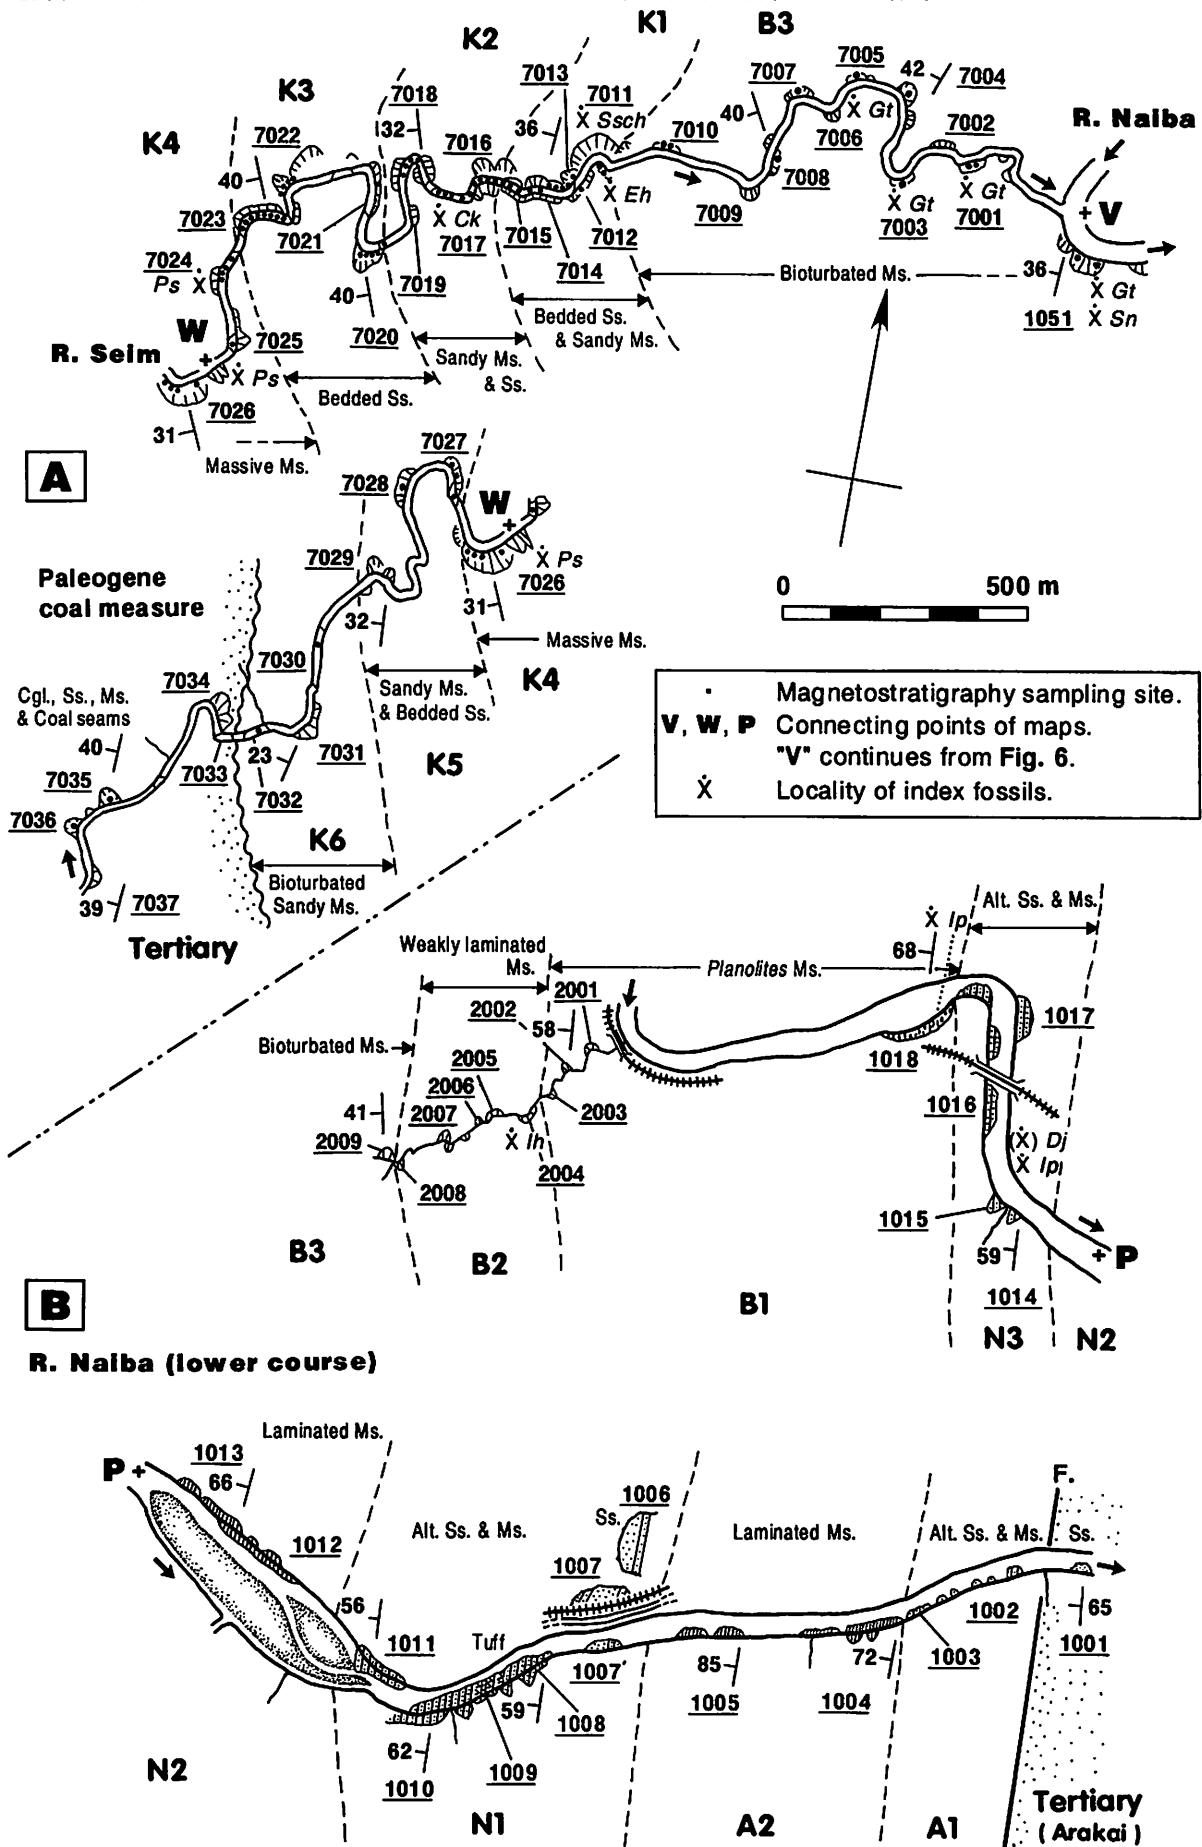 K1
B3
K2
K3
K4
7013
7011
Ssch
7018
32
7016
36
7022
40
7010
7007
40
7005
Gt
42
7004
7006
7002
R. Naiba
V
7008
7009
Gt
7003
Gt
7001
Eh
7012
7023
7021
Ck
7017
7015
7014
7024
Ps
7019
40
7020
Bioturbated Ms.
36
1051
Gt
Sn
W
R. Seim
7025
Ps
7026
31
Bedded Ss.
& Sandy Ms.
Sandy Ms.
& Ss.
Bedded Ss.
Massive Ms.
A
7027
7028
W
7029
Ps
7026
31
32
Massive Ms.
K4
Paleogene
coal measure
7030
7034
Sandy Ms.
& Bedded Ss.
Cgl., Ss., Ms.
& Coal seams
40
7033
23
7032
7031
K5
7035
7036
39
7037
K6
Bioturbated
Sandy Ms.
Tertiary
0 500 m
· Magnetostratigraphy sampling site.
V, W, P Connecting points of maps.
"V" continues from Fig. 6.
Ẋ Locality of index fossils.
Weakly laminated
Ms.
Planolites Ms.
Alt. Ss. & Ms.
Ip
68
2001
2002
58
Bioturbated Ms.
2005
2006
2007
2003
41
2009
2008
Ih
2004
1017
1018
1016
(Ẋ) Dj
Ẋ Ip
1015
59
1014
P
B3
B2
B1
N3
N2
B
R. Naiba (lower course)
Laminated Ms.
P
1013
66
1012
56
1011
Alt. Ss. & Ms.
Tuff
1006
Ss.
1007
1007'
59
1008
1009
62
1010
Laminated Ms.
85
1005
72
1004
Alt. Ss. & Ms.
F.
Ss.
1003
1002
65
1001
N2
N1
A2
A1
Tertiary
(Arakai)